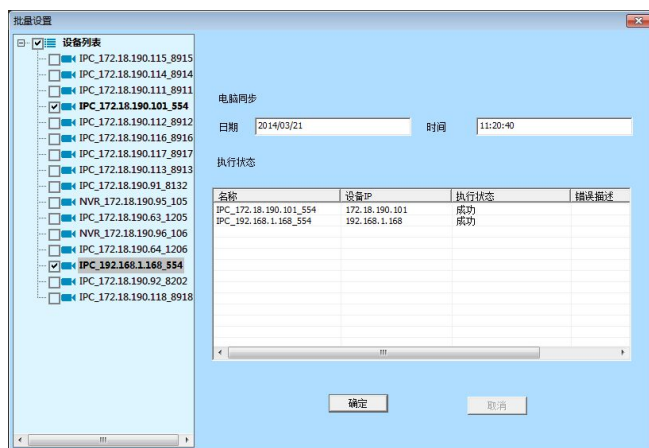 批量设置
设备列表
IPC_172.18.190.115_8915
IPC_172.18.190.114_8914
IPC_172.18.190.111_8911
IPC_172.18.190.101_554
IPC_172.18.190.112_8912
IPC_172.18.190.116_8916
IPC_172.18.190.117_8917
IPC_172.18.190.113_8913
IPC_172.18.190.91_8132
NVR_172.18.190.95_105
IPC_172.18.190.63_1205
NVR_172.18.190.96_106
IPC_172.18.190.64_1206
IPC_192.168.1.168_554
IPC_172.18.190.92_8202
IPC_172.18.190.118_8918
电脑同步
日期 2014/03/21 时间 11:20:40
执行状态
名称 设备IP 执行状态 错误描述
IPC_172.18.190.101_554 172.18.190.101 成功
IPC_192.168.1.168_554 192.168.1.168 成功
确定 取消